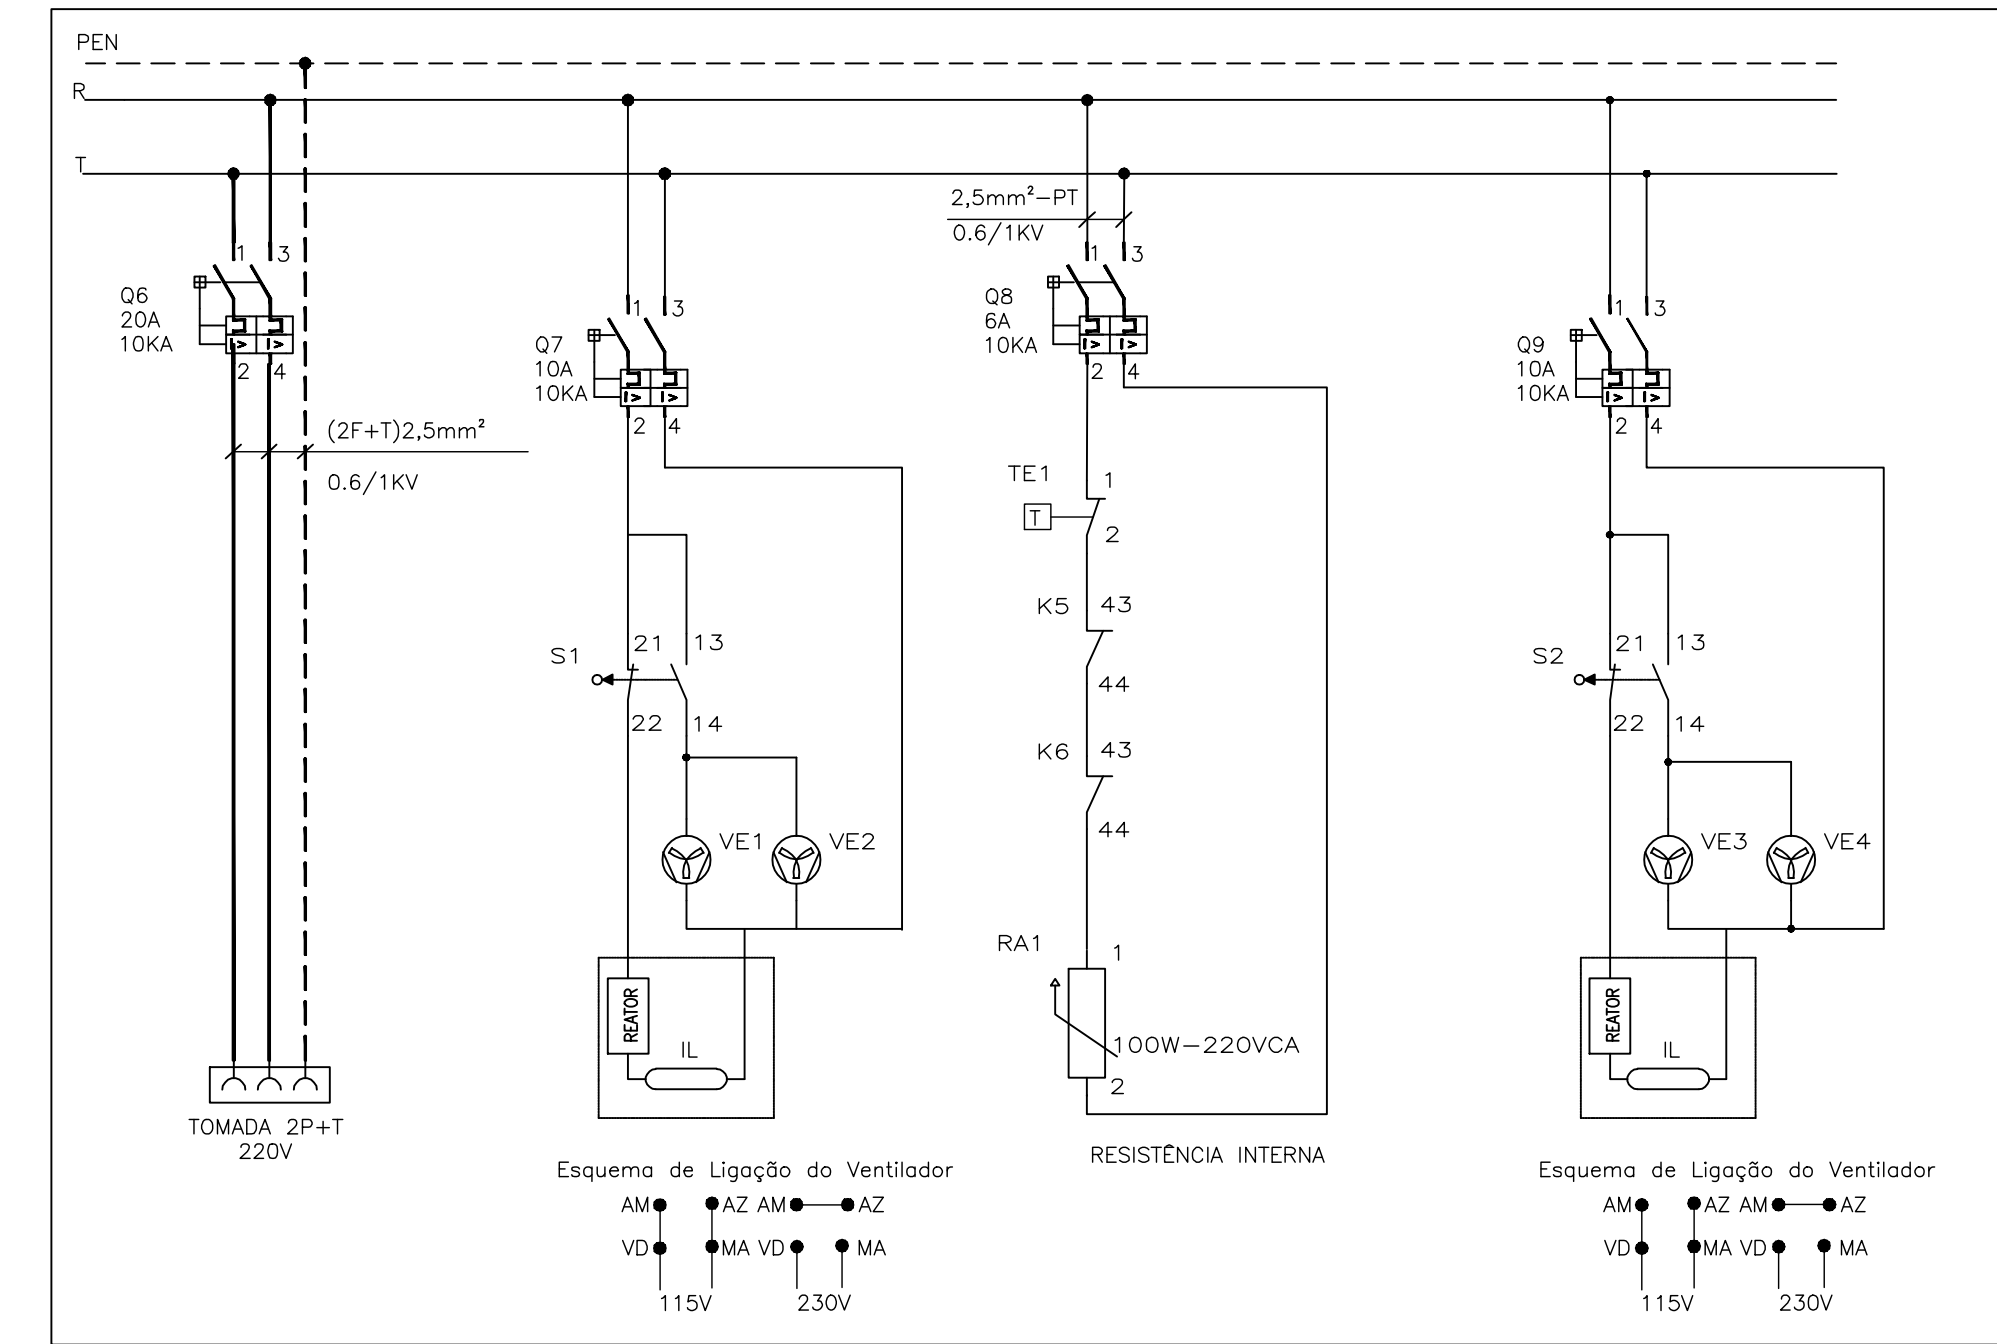 PEN
R
T
1
3
Q6
20A
10KA
I>
I>
2
4
(2F+T)2,5mm²
0.6/1KV
TOMADA 2P+T
220V
1
3
Q7
10A
10KA
I>
I>
2
4
S1
21
13
22
14
VE1
VE2
REATOR
IL
Esquema de Ligação do Ventilador
AM
AZ
AM
AZ
VD
MA
VD
MA
115V
230V
2,5mm²-PT
0.6/1KV
1
3
Q8
6A
10KA
I>
I>
2
4
TE1
1
T
2
K5
43
44
K6
43
44
RA1
1
100W-220VCA
2
RESISTÊNCIA INTERNA
1
3
Q9
10A
10KA
I>
I>
2
4
S2
21
13
22
14
VE3
VE4
REATOR
IL
Esquema de Ligação do Ventilador
AM
AZ
AM
AZ
VD
MA
VD
MA
115V
230V